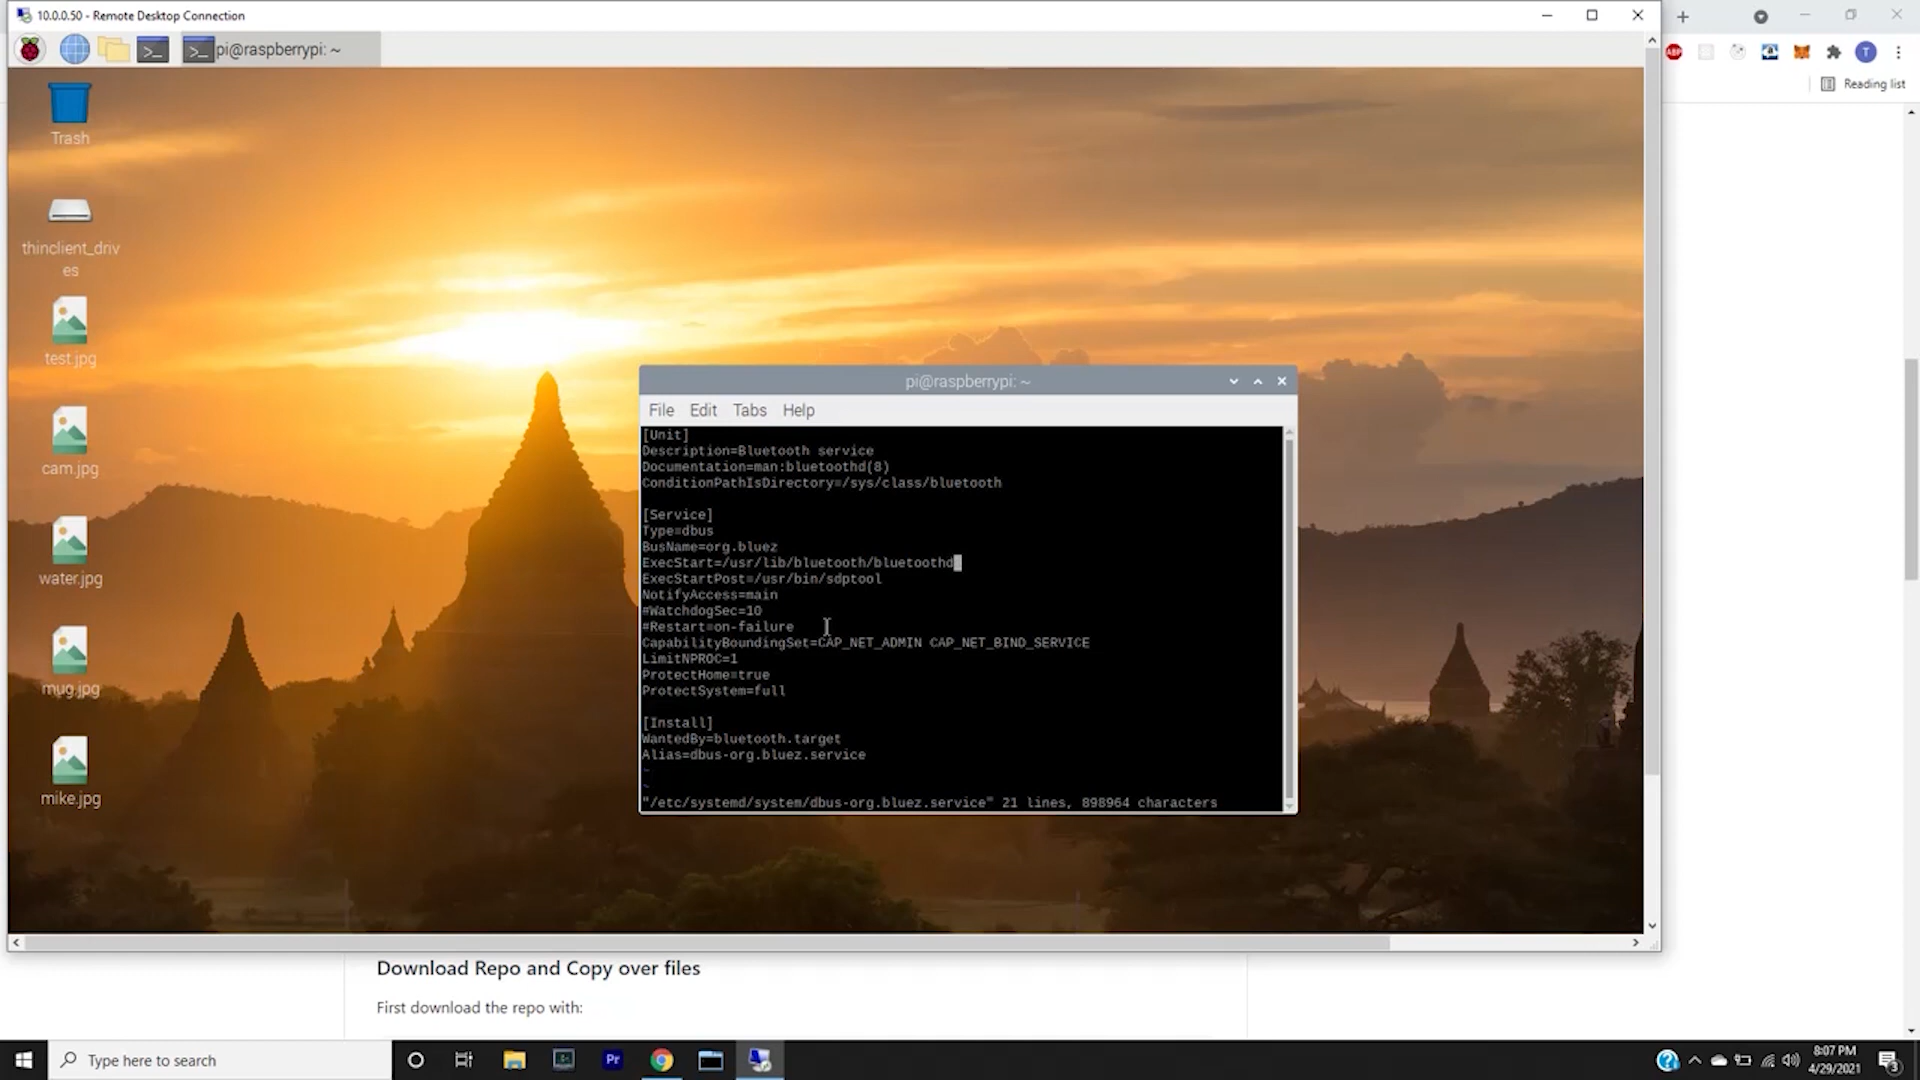 10.0.0.50 - Remote Desktop Connection
pi@raspberrypi: ~
ABP
T
Reading list
Trash
thinclient_driv
es
test.jpg
cam.jpg
water.jpg
mug.jpg
mike.jpg
pi@raspberrypi: ~
File Edit Tabs Help
[Unit]
Description=Bluetooth service
Documentation=man:bluetoothd(8)
ConditionPathIsDirectory=/sys/class/bluetooth
[Service]
Type=dbus
BusName=org.bluez
ExecStart=/usr/lib/bluetooth/bluetoothd
ExecStartPost=/usr/bin/sdptool
NotifyAccess=main
#WatchdogSec=10
#Restart=on-failure
CapabilityBoundingSet=CAP_NET_ADMIN CAP_NET_BIND_SERVICE
LimitNPROC=1
ProtectHome=true
ProtectSystem=full
[Install]
WantedBy=bluetooth.target
Alias=dbus-org.bluez.service
~
~
"/etc/systemd/system/dbus-org.bluez.service" 21 lines, 898964 characters
Download Repo and Copy over files
First download the repo with:
Type here to search
Pr
8:07 PM
4/29/2021
3